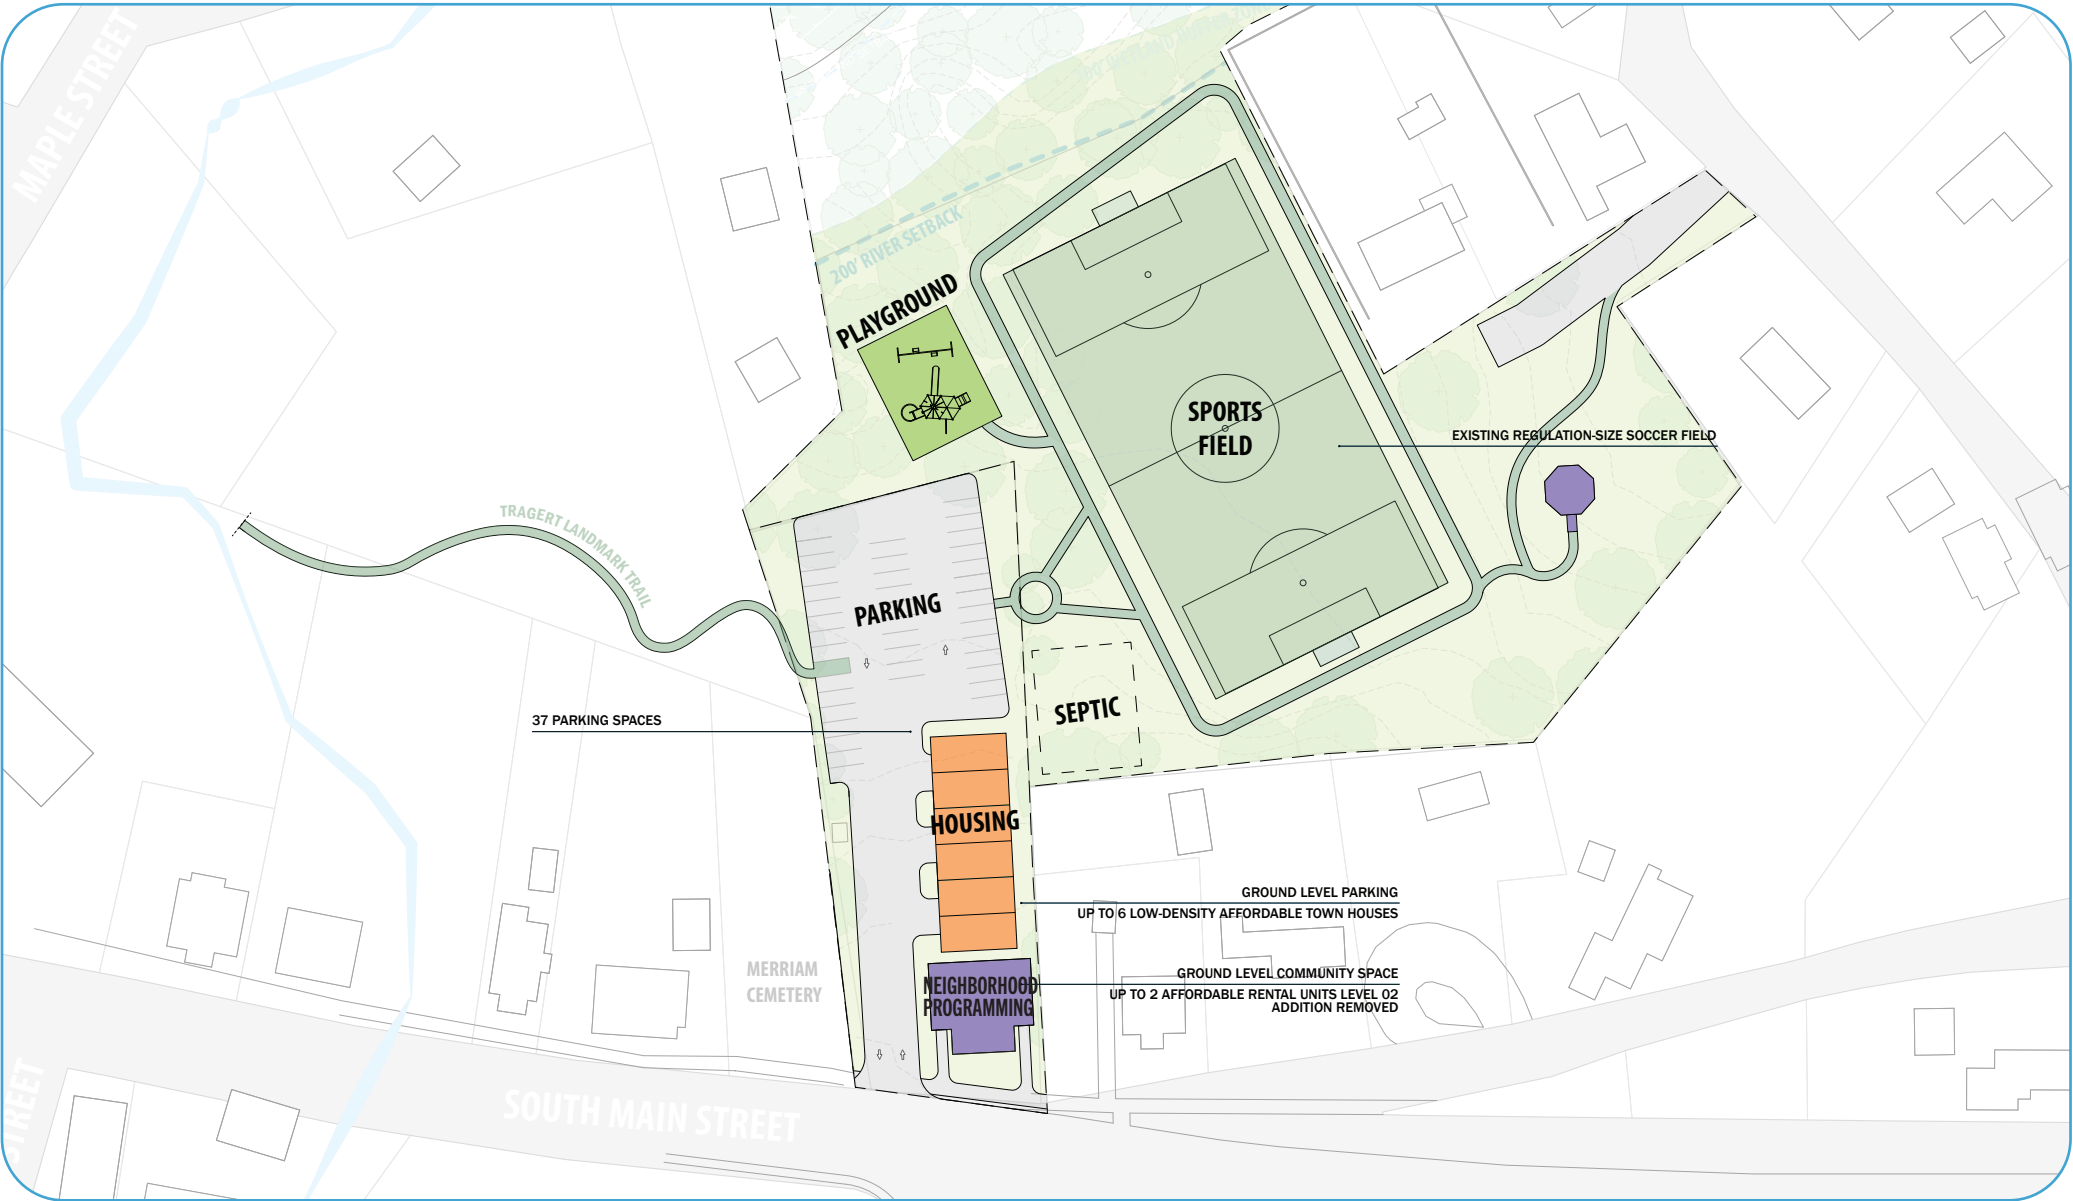 MAPLE STREET
200' RIVER SETBACK
PLAYGROUND
SPORTS
FIELD
EXISTING REGULATION-SIZE SOCCER FIELD
TRAGERT LANDMARK TRAIL
PARKING
SEPTIC
37 PARKING SPACES
HOUSING
GROUND LEVEL PARKING
UP TO 6 LOW-DENSITY AFFORDABLE TOWN HOUSES
MERRIAM
CEMETERY
NEIGHBORHOOD
PROGRAMMING
GROUND LEVEL COMMUNITY SPACE
UP TO 2 AFFORDABLE RENTAL UNITS LEVEL 02
ADDITION REMOVED
STREET
SOUTH MAIN STREET